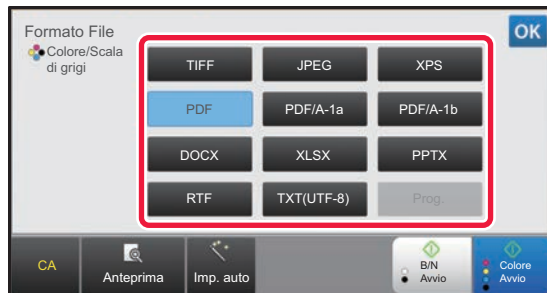 Formato File
OK
Colore/Scala
di grigi
TIFF
JPEG
XPS
PDF
PDF/A-1a
PDF/A-1b
DOCX
XLSX
PPTX
RTF
TXT(UTF-8)
Prog.
CA
Anteprima
Imp. auto
B/N
Avvio
Colore
Avvio